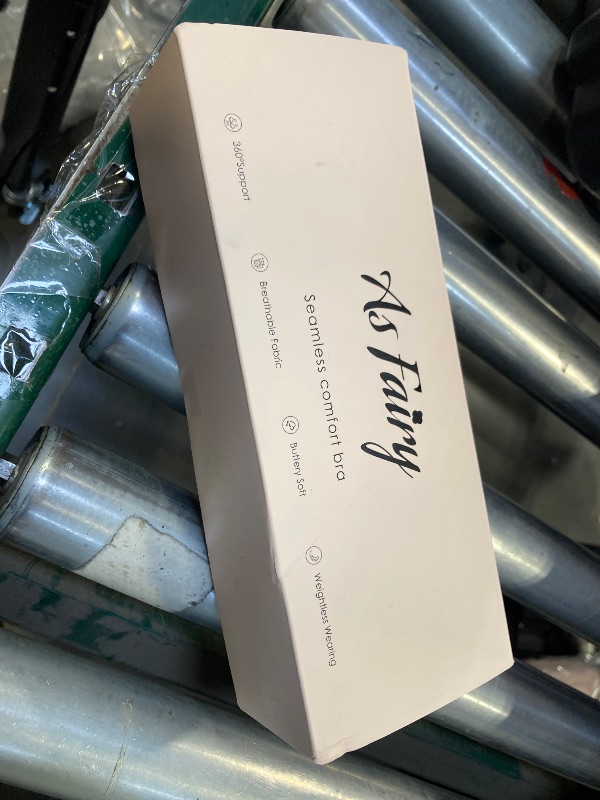 As Fairy
Seamless comfort bra
360°Support
Breathable Fabric
Buttery Soft
Weightless Wearing